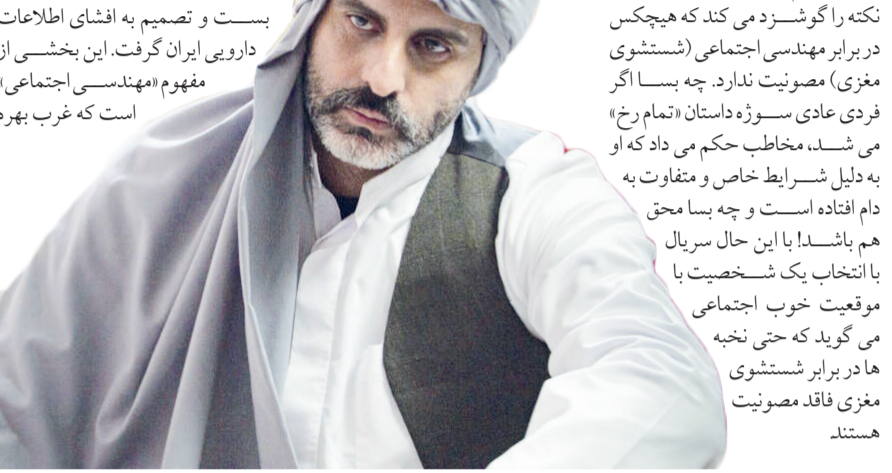 نکته را گوشزد می کند که هیچکس
در برابر مهندسی اجتماعی (شستشوی
مغزی) مصونیت ندارد. چه بسا اگر
فردی عادی سوژه داستان «تمام رخ»
می شد، مخاطب حکم می داد که او
به دلیل شرایط خاص و متفاوت به
دام افتاده است و چه بسا محق
هم باشد! با این حال سریال
با انتخاب یک شخصیت با
موقعیت خوب اجتماعی
می گوید که حتی نخبه
ها در برابر شستشوی
مغزی فاقد مصونیت
هستند.
بست و تصمیم به افشای اطلاعات
دارویی ایران گرفت. این بخشی از
مفهوم «مهندسی اجتماعی»
است که غرب بهره